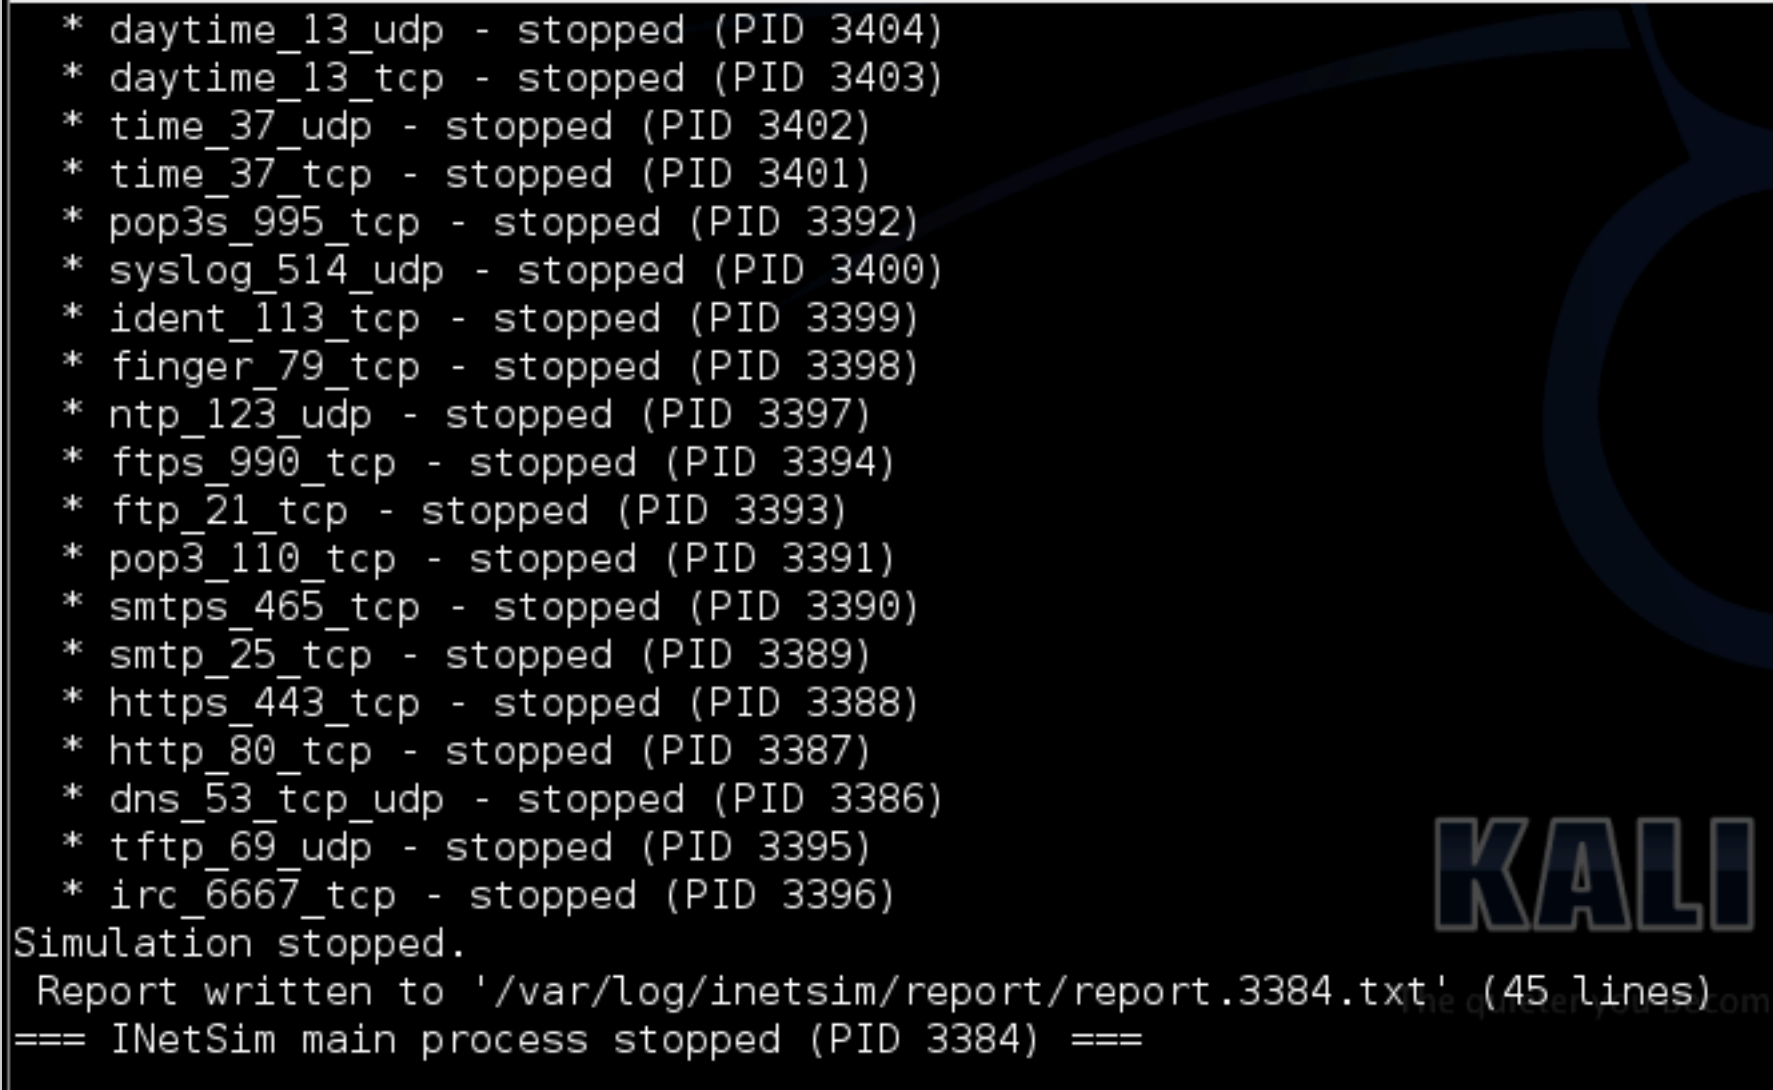 * daytime_13_udp - stopped (PID 3404)
* daytime_13_tcp - stopped (PID 3403)
* time_37_udp - stopped (PID 3402)
* time_37_tcp - stopped (PID 3401)
* pop3s_995_tcp - stopped (PID 3392)
* syslog_514_udp - stopped (PID 3400)
* ident_113_tcp - stopped (PID 3399)
* finger_79_tcp - stopped (PID 3398)
* ntp_123_udp - stopped (PID 3397)
* ftps_990_tcp - stopped (PID 3394)
* ftp_21_tcp - stopped (PID 3393)
* pop3_110_tcp - stopped (PID 3391)
* smtps_465_tcp - stopped (PID 3390)
* smtp_25_tcp - stopped (PID 3389)
* https_443_tcp - stopped (PID 3388)
* http_80_tcp - stopped (PID 3387)
* dns_53_tcp_udp - stopped (PID 3386)
* tftp_69_udp - stopped (PID 3395)
* irc_6667_tcp - stopped (PID 3396)
KALI
Simulation stopped.
Report written to '/var/log/inetsim/report/report.3384.txt' (45 lines)
The quieter you becom
=== INetSim main process stopped (PID 3384) ===